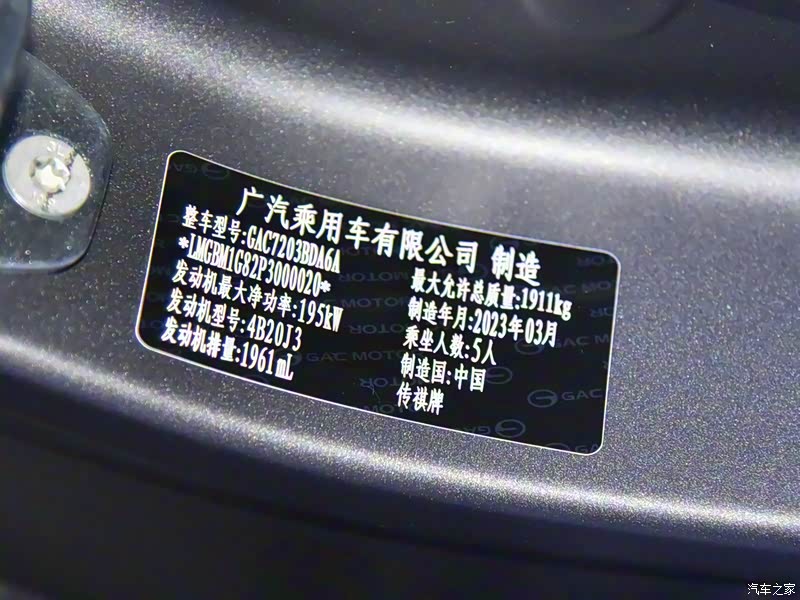 广汽乘用车有限公司 制造
整车型号:GAC7203BDA6A
*LMGBM1G82P3000020*
发动机最大净功率:195kW
发动机型号:4B20J3
发动机排量:1961mL
最大允许总质量:1911kg
制造年月:2023年03月
乘坐人数:5人
制造国:中国
传祺牌
GAC MOTOR
汽车之家